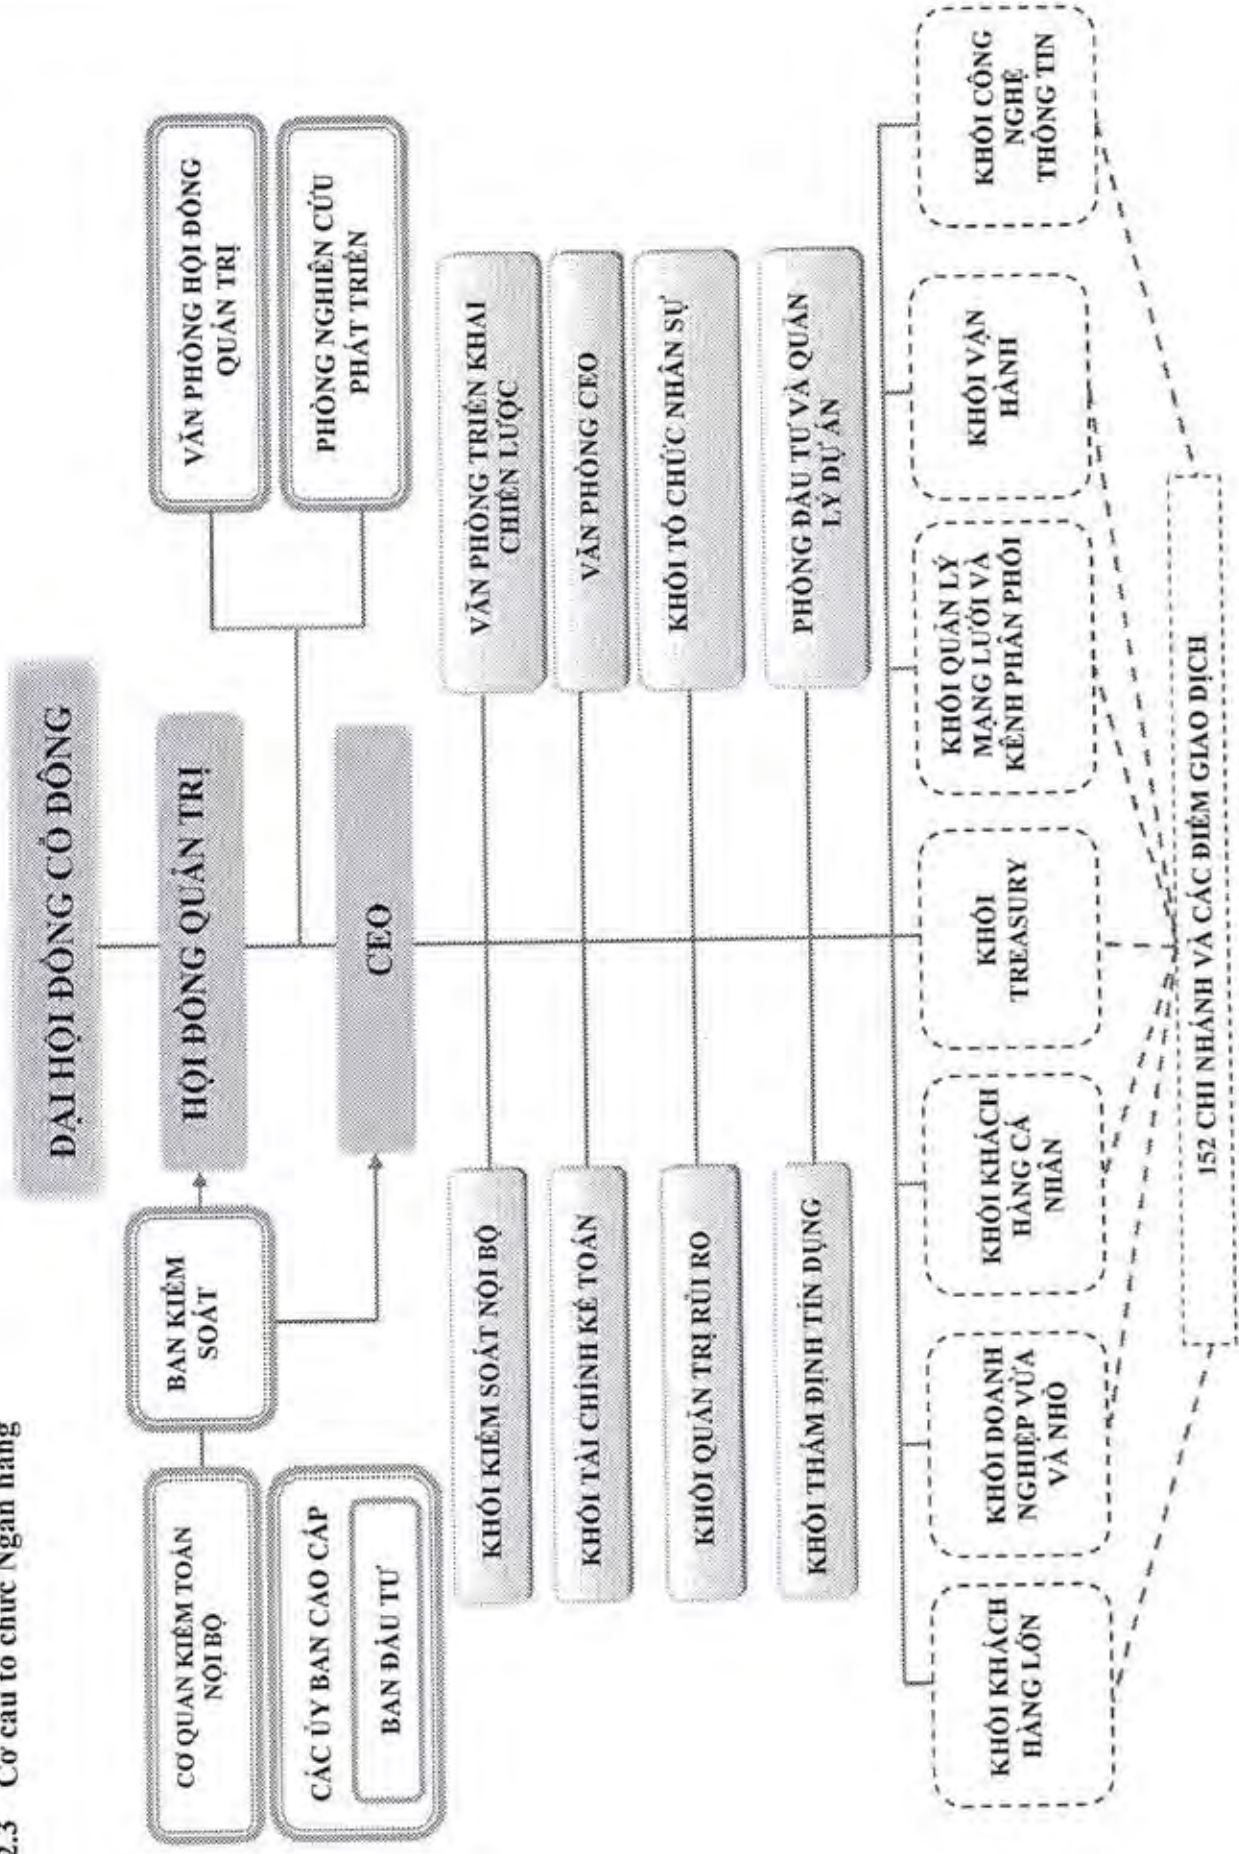 2.3 Cơ cấu tổ chức Ngân hàng
ĐẠI HỘI ĐỒNG CỔ ĐÔNG
CƠ QUAN KIỂM TOÁN
NỘI BỘ
BAN KIỂM
SOÁT
HỘI ĐỒNG QUẢN TRỊ
VĂN PHÒNG HỘI ĐỒNG
QUẢN TRỊ
CÁC ỦY BAN CAO CẤP
BAN ĐẦU TƯ
CEO
PHÒNG NGHIÊN CỨU
PHÁT TRIỂN
KHỐI KIỂM SOÁT NỘI BỘ
VĂN PHÒNG TRIỂN KHAI
CHIẾN LƯỢC
KHỐI TÀI CHÍNH KẾ TOÁN
VĂN PHÒNG CEO
KHỐI QUẢN TRỊ RỦI RO
KHỐI TỔ CHỨC NHÂN SỰ
KHỐI THẨM ĐỊNH TÍN DỤNG
PHÒNG ĐẦU TƯ VÀ QUẢN
LÝ DỰ ÁN
KHỐI KHÁCH
HÀNG LỚN
KHỐI DOANH
NGHIỆP VỪA
VÀ NHỎ
KHỐI KHÁCH
HÀNG CÁ
NHÂN
KHỐI
TREASURY
KHỐI QUẢN LÝ
MẠNG LƯỚI VÀ
KÊNH PHÂN PHỐI
KHỐI VẬN
HÀNH
KHỐI CÔNG
NGHỆ
THÔNG TIN
152 CHI NHÁNH VÀ CÁC ĐIỂM GIAO DỊCH